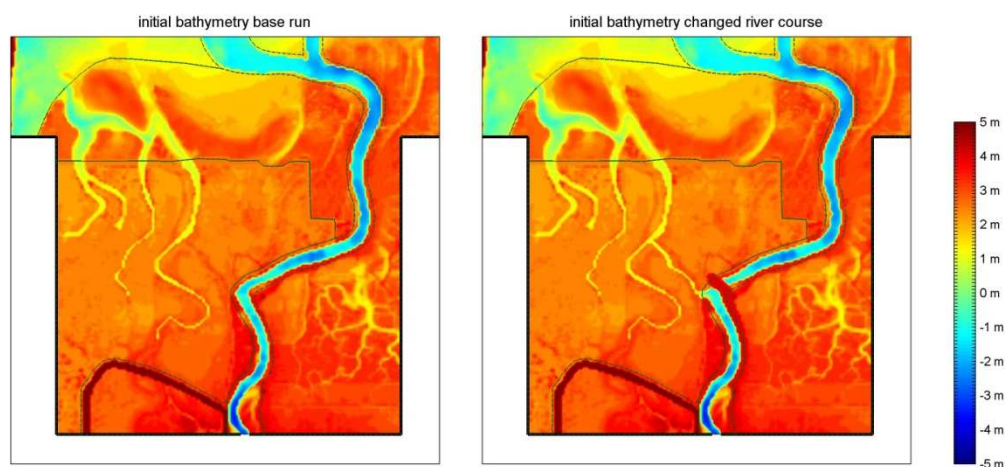 initial bathymetry base run
initial bathymetry changed river course
5 m
4 m
3 m
2 m
1 m
0 m
-1 m
-2 m
-3 m
-4 m
-5 m